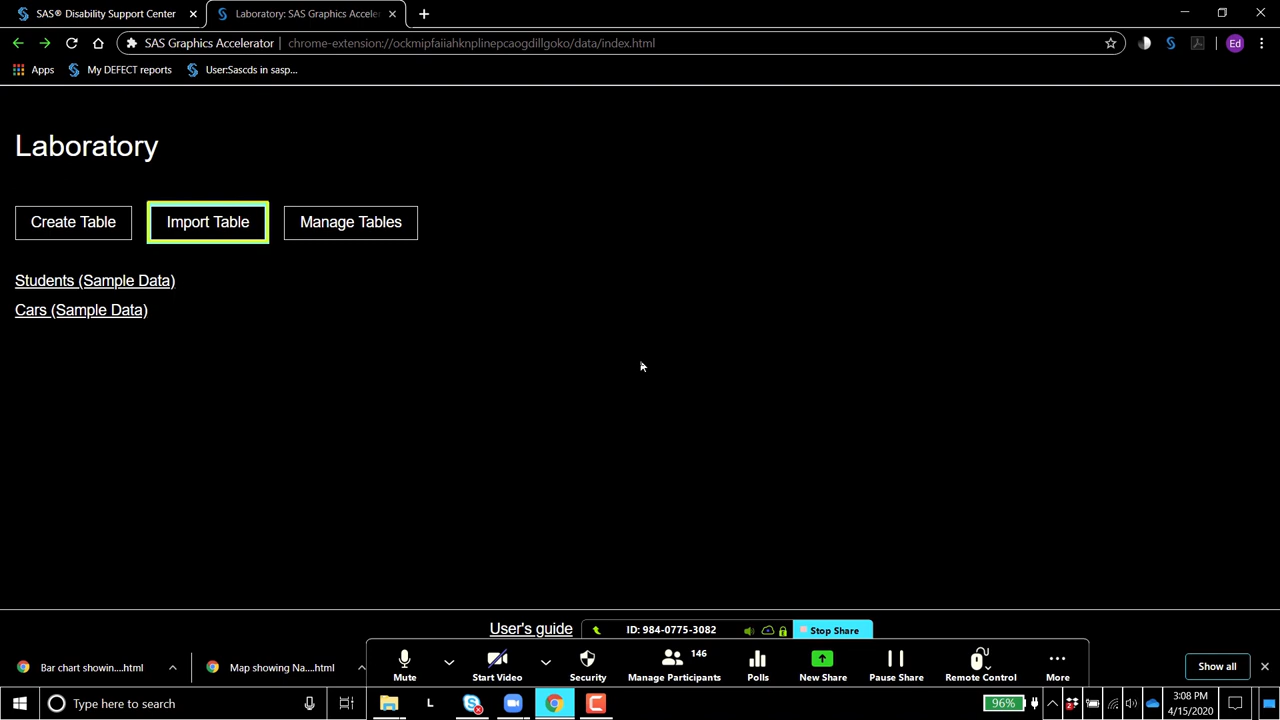 SAS® Disability Support Center
Laboratory: SAS Graphics Acceler
SAS Graphics Accelerator
chrome-extension://ockmipfaiiahknplinepcaogdillgoko/data/index.html
Ed
Apps
My DEFECT reports
User:Sascds in sasp...
Laboratory
Create Table
Import Table
Manage Tables
Students (Sample Data)
Cars (Sample Data)
User's guide
ID: 984-0775-3082
Stop Share
146
Mute
Start Video
Security
Manage Participants
Polls
New Share
Pause Share
Remote Control
More
Bar chart showin....html
Map showing Na....html
Show all
Type here to search
L
96%
3:08 PM
4/15/2020